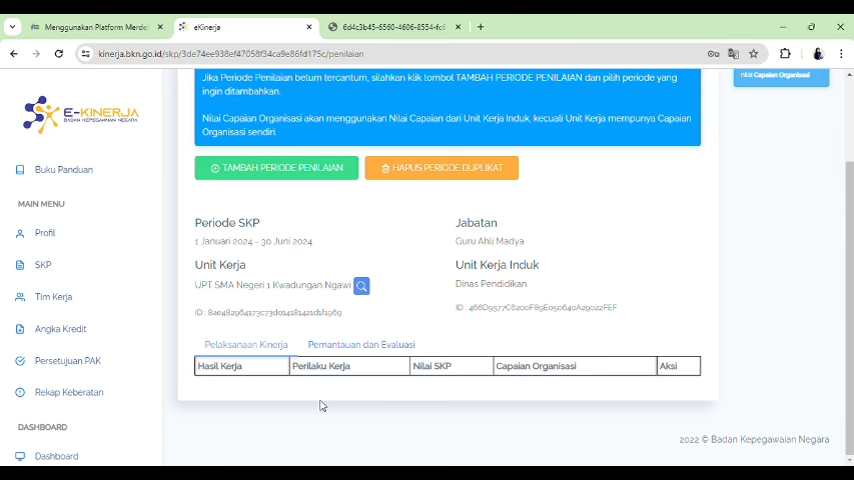 Menggunakan Platform Merdek
eKinerja
6d4c3b45-6560-4606-8554-fc6
kinerja.bkn.go.id/skp/3de74ee938ef47058f34ca9e86fd175c/penilaian
E-KINERJA
BADAN KEPEGAWAIAN NEGARA
Buku Panduan
MAIN MENU
Profil
SKP
Tim Kerja
Angka Kredit
Persetujuan PAK
Rekap Keberatan
DASHBOARD
Dashboard
Jika Periode Penilaian belum tercantum, silahkan klik tombol TAMBAH PERIODE PENILAIAN dan pilih periode yang
ingin ditambahkan.
Nilai Capaian Organisasi akan menggunakan Nilai Capaian dari Unit Kerja Induk, kecuali Unit Kerja mempunya Capaian
Organisasi sendiri.
nilai Capaian Organisasi
TAMBAH PERIODE PENILAIAN
HAPUS PERIODE DUPLIKAT
Periode SKP
1 Januari 2024 - 30 Juni 2024
Jabatan
Guru Ahli Madya
Unit Kerja
UPT SMA Negeri 1 Kwadungan Ngawi
Unit Kerja Induk
Dinas Pendidikan
Pelaksanaan Kinerja
Pemantauan dan Evaluasi
Hasil Kerja
Perilaku Kerja
Nilai SKP
Capaian Organisasi
Aksi
2022 © Badan Kepegawaian Negara